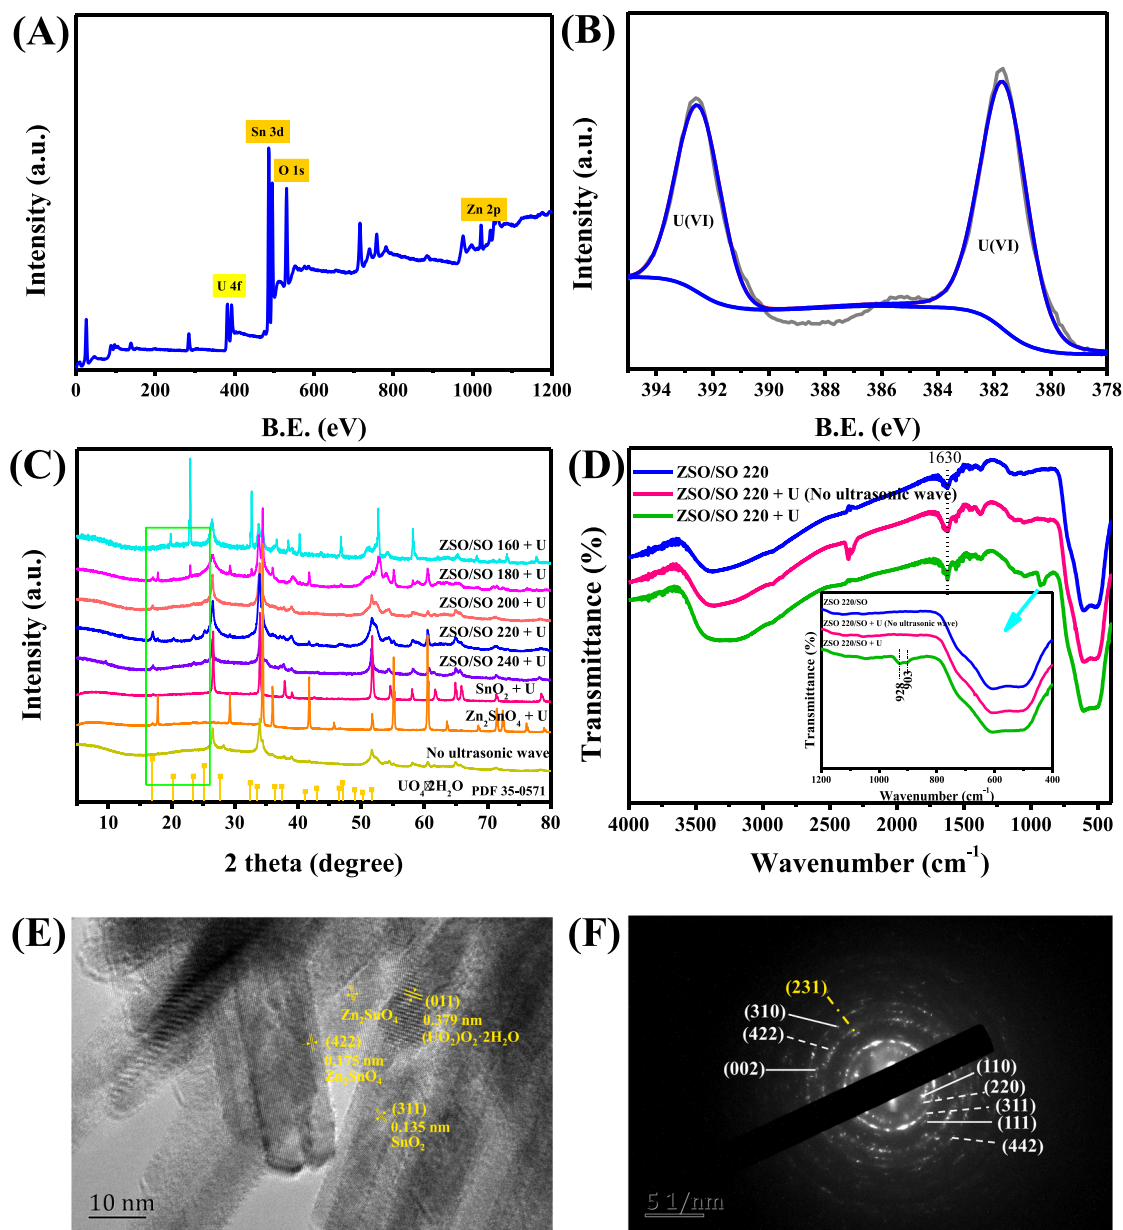 (A)
Intensity (a.u.)
Sn 3d
O 1s
Zn 2p
U 4f
0 200 400 600 800 1000 1200
B.E. (eV)
(B)
Intensity (a.u.)
U(VI)
U(VI)
394 392 390 388 386 384 382 380 378
B.E. (eV)
(C)
Intensity (a.u.)
ZSO/SO 160 + U
ZSO/SO 180 + U
ZSO/SO 200 + U
ZSO/SO 220 + U
ZSO/SO 240 + U
SnO₂ + U
Zn₂SnO₄ + U
No ultrasonic wave
UO₄·2H₂O PDF 35-0571
10 20 30 40 50 60 70 80
2 theta (degree)
(D)
Transmittance (%)
1630
ZSO/SO 220
ZSO/SO 220 + U (No ultrasonic wave)
ZSO/SO 220 + U
ZSO 220/SO
ZSO 220/SO + U (No ultrasonic wave)
ZSO 220/SO + U
928
903
Transmittance (%)
1200 1000 800 600 400
Wavenumber (cm⁻¹)
4000 3500 3000 2500 2000 1500 1000 500
Wavenumber (cm⁻¹)
(E)
Zn₂SnO₄
(011)
0.379 nm
(UO₂)O₂·2H₂O
(422)
0.175 nm
Zn₂SnO₄
(311)
0.135 nm
SnO₂
10 nm
(F)
(231)
(310)
(422)
(002)
(110)
(220)
(311)
(111)
(442)
5 1/nm